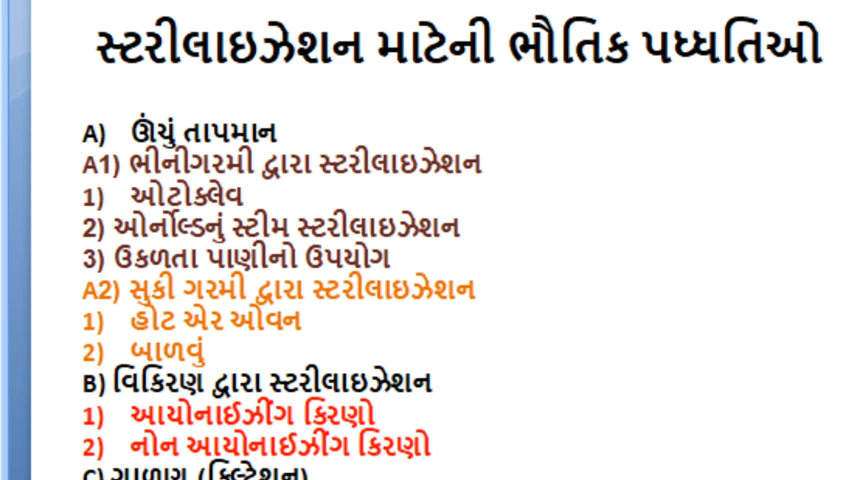 સ્ટરીલાઇઝેશન માટેની ભૌતિક પધ્ધતિઓ
A) ઊંચું તાપમાન
A1) ભીનીગરમી દ્વારા સ્ટરીલાઇઝેશન
1) ઓટોક્લેવ
2) ઓર્નોલ્ડનું સ્ટીમ સ્ટરીલાઇઝેશન
3) ઉકળતા પાણીનો ઉપયોગ
A2) સુકી ગરમી દ્વારા સ્ટરીલાઇઝેશન
1) હોટ એર ઓવન
2) બાળવું
B) વિકિરણ દ્વારા સ્ટરીલાઇઝેશન
1) આયોનાઈઝીંગ કિરણો
2) નોન આયોનાઈઝીંગ કિરણો
C) ગાળણ (ફિલ્ટ્રેશન)